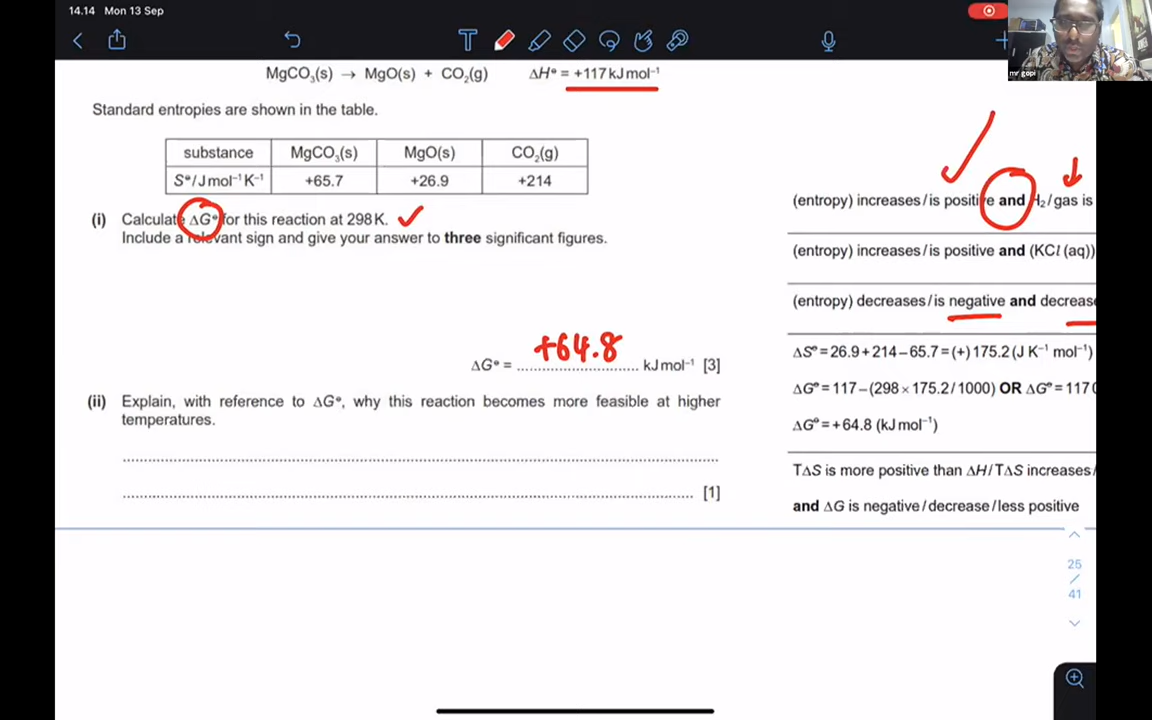 14.14 Mon 13 Sep
mr gopi
MgCO₃(s) → MgO(s) + CO₂(g) ΔH° = +117 kJ mol⁻¹
Standard entropies are shown in the table.
substance MgCO₃(s) MgO(s) CO₂(g)
S°/J mol⁻¹ K⁻¹ +65.7 +26.9 +214
(i) Calculate ΔG° for this reaction at 298 K.
Include a relevant sign and give your answer to three significant figures.
ΔG° = +64.8 kJ mol⁻¹ [3]
(ii) Explain, with reference to ΔG°, why this reaction becomes more feasible at higher
temperatures.
[1]
(entropy) increases / is positive and H₂ / gas is
(entropy) increases / is positive and (KCl (aq))
(entropy) decreases / is negative and decrease
ΔS° = 26.9 + 214 – 65.7 = (+) 175.2 (J K⁻¹ mol⁻¹)
ΔG° = 117 – (298 × 175.2 / 1000) OR ΔG° = 117
ΔG° = + 64.8 (kJ mol⁻¹)
TΔS is more positive than ΔH / TΔS increases /
and ΔG is negative / decrease / less positive
25
/
41